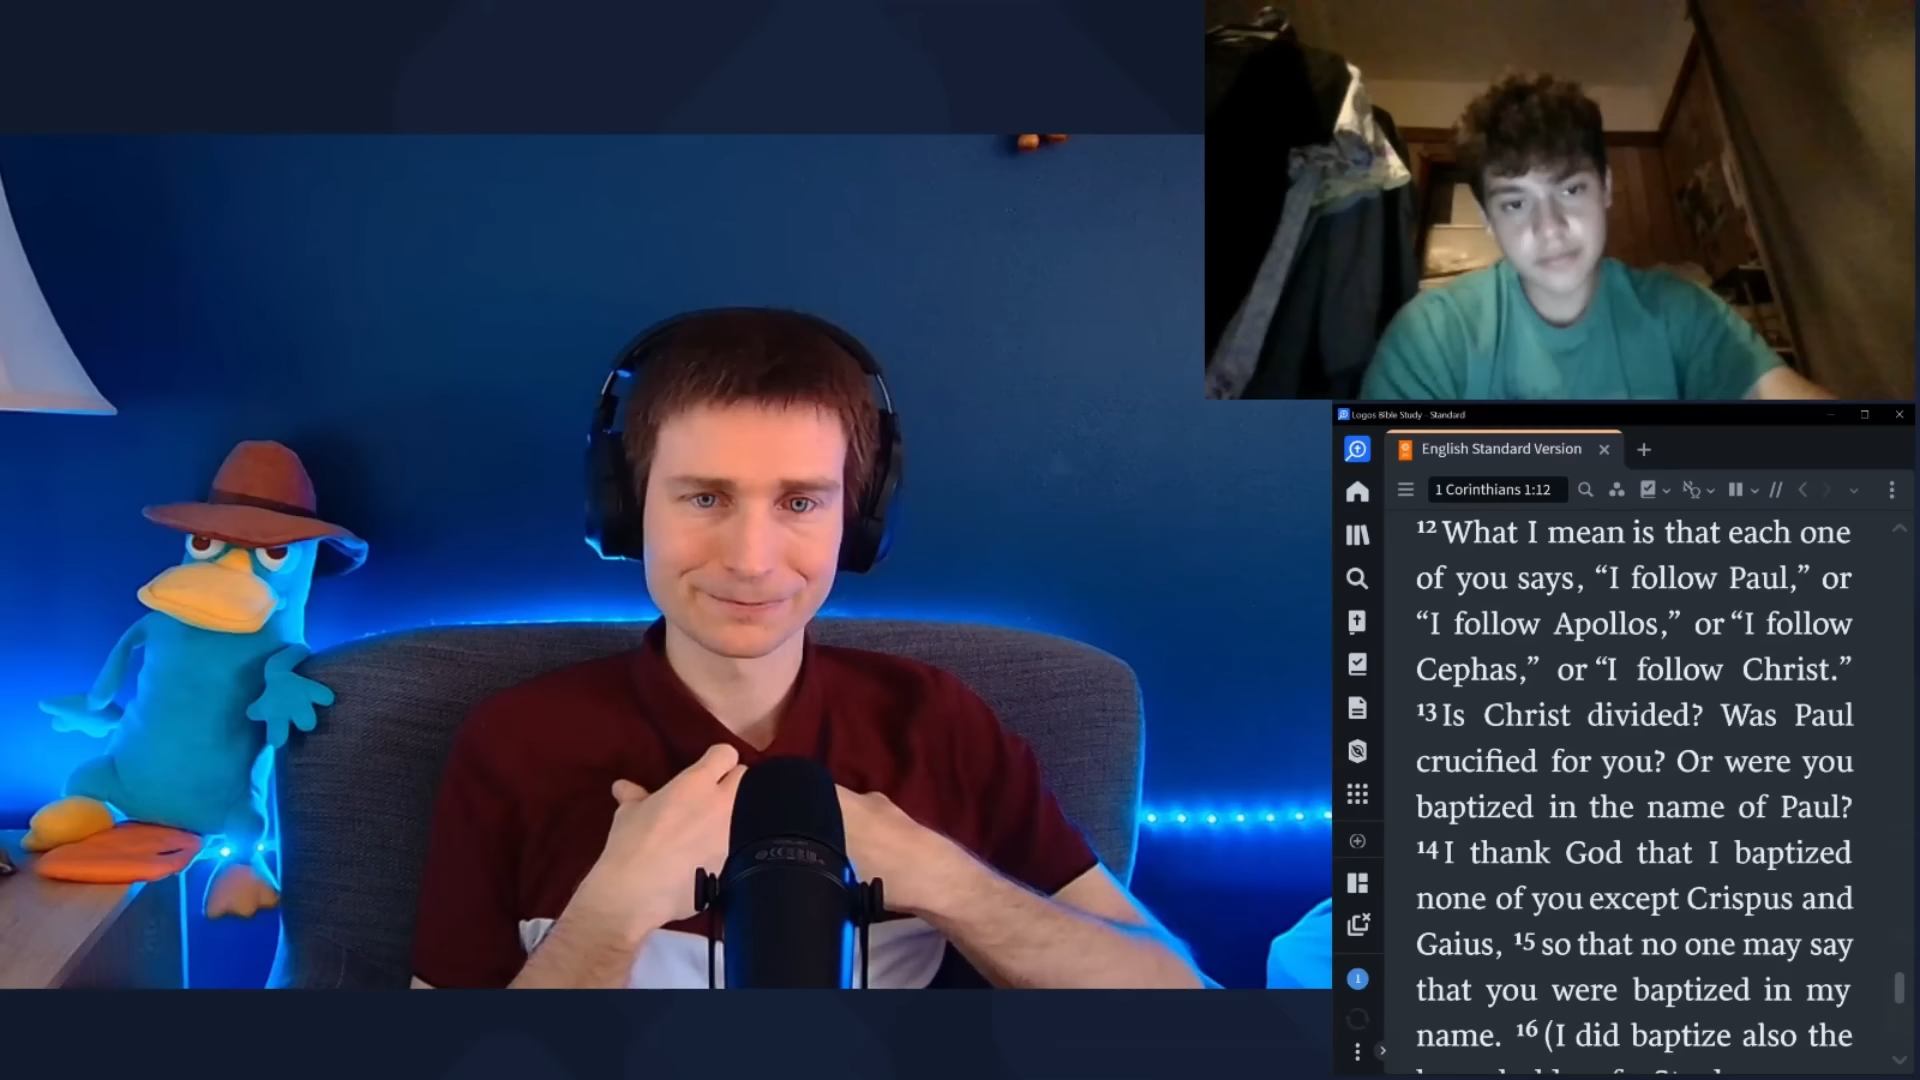 Logos Bible Study - Standard
English Standard Version
1 Corinthians 1:12
12 What I mean is that each one
of you says, “I follow Paul,” or
“I follow Apollos,” or “I follow
Cephas,” or “I follow Christ.”
13 Is Christ divided? Was Paul
crucified for you? Or were you
baptized in the name of Paul?
14 I thank God that I baptized
none of you except Crispus and
Gaius, 15 so that no one may say
that you were baptized in my
name. 16 (I did baptize also the
1